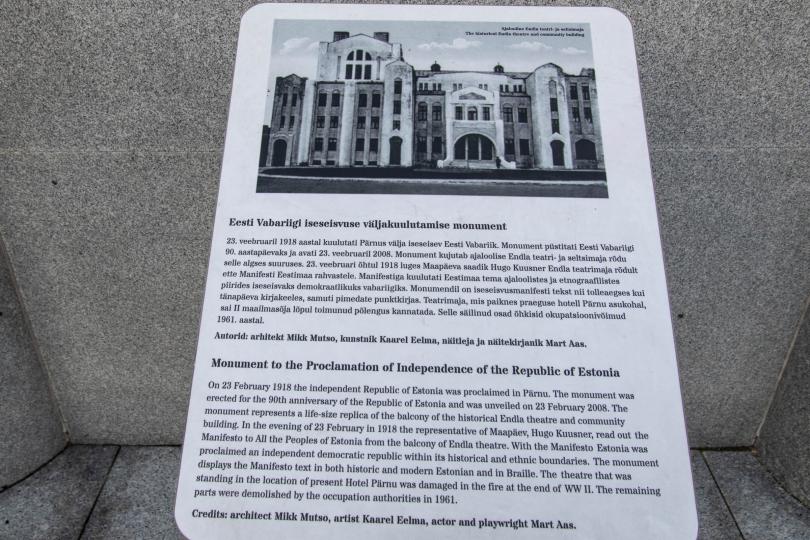 Ajalooline Endla teatri- ja seltsimaja
The historical Endla theatre and community building
Eesti Vabariigi iseseisvuse väljakuulutamise monument
23. veebruaril 1918 aastal kuulutati Pärnus välja iseseisev Eesti Vabariik. Monument püstitati Eesti Vabariigi
90. aastapäevaks ja avati 23. veebruaril 2008. Monument kujutab ajaloolise Endla teatri- ja seltsimaja rõdu
selle algses suuruses. 23. veebruari õhtul 1918 luges Maapäeva saadik Hugo Kuusner Endla teatrimaja rõdult
ette Manifesti Eestimaa rahvastele. Manifestiga kuulutati Eestimaa tema ajaloolistes ja etnograafilistes
piirides iseseisvaks demokraatlikuks vabariigiks. Monumendil on iseseisvusmanifesti tekst nii tolleaegses kui
tänapäeva kirjakeeles, samuti pimedate punktkirjas. Teatrimaja, mis paiknes praeguse hotell Pärnu asukohal,
sai II maailmasõja lõpul toimunud põlengus kannatada. Selle säilinud osad õhkisid okupatsioonivõimud
1961. aastal.
Autorid: arhitekt Mikk Mutso, kunstnik Kaarel Eelma, näitleja ja näitekirjanik Mart Aas.
Monument to the Proclamation of Independence of the Republic of Estonia
On 23 February 1918 the independent Republic of Estonia was proclaimed in Pärnu. The monument was
erected for the 90th anniversary of the Republic of Estonia and was unveiled on 23 February 2008. The
monument represents a life-size replica of the balcony of the historical Endla theatre and community
building. In the evening of 23 February in 1918 the representative of Maapäev, Hugo Kuusner, read out the
Manifesto to All the Peoples of Estonia from the balcony of Endla theatre. With the Manifesto Estonia was
proclaimed an independent democratic republic within its historical and ethnic boundaries. The monument
displays the Manifesto text in both historic and modern Estonian and in Braille. The theatre that was
standing in the location of present Hotel Pärnu was damaged in the fire at the end of WW II. The remaining
parts were demolished by the occupation authorities in 1961.
Credits: architect Mikk Mutso, artist Kaarel Eelma, actor and playwright Mart Aas.